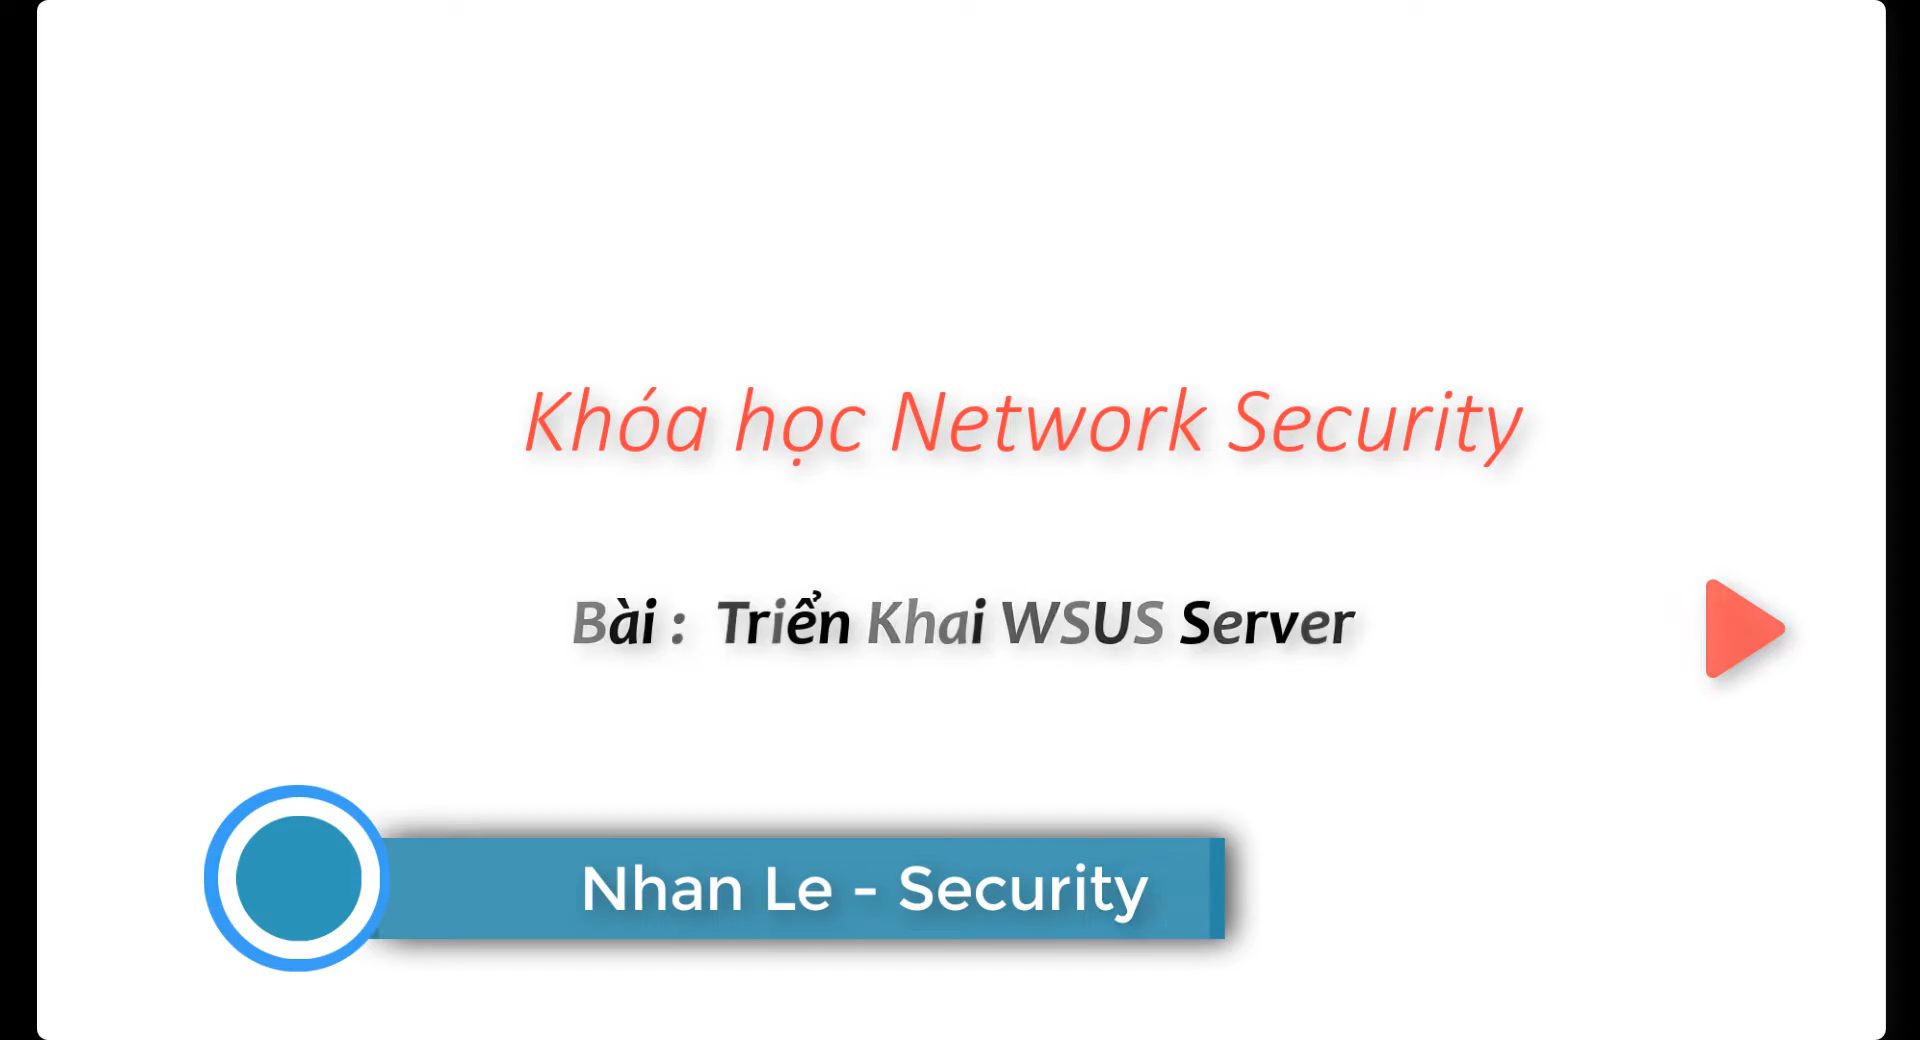 Khóa học Network Security
Bài : Triển Khai WSUS Server
Nhan Le - Security